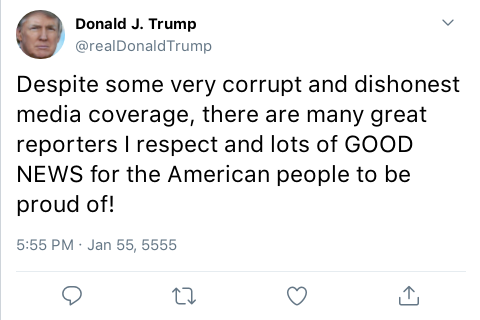 Donald J. Trump
@realDonaldTrump
Despite some very corrupt and dishonest
media coverage, there are many great
reporters I respect and lots of GOOD
NEWS for the American people to be
proud of!
5:55 PM · Jan 55, 5555